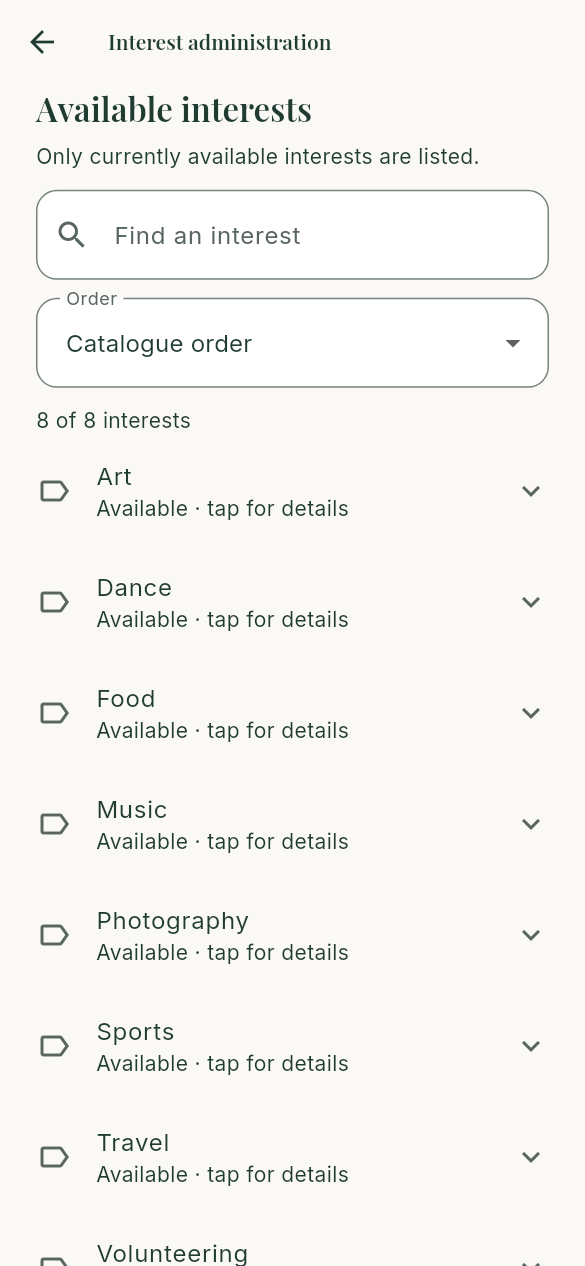 Interest administration
Available interests
Only currently available interests are listed.
Find an interest
Order
Catalogue order
8 of 8 interests
Art
Available · tap for details
Dance
Available · tap for details
Food
Available · tap for details
Music
Available · tap for details
Photography
Available · tap for details
Sports
Available · tap for details
Travel
Available · tap for details
Volunteering